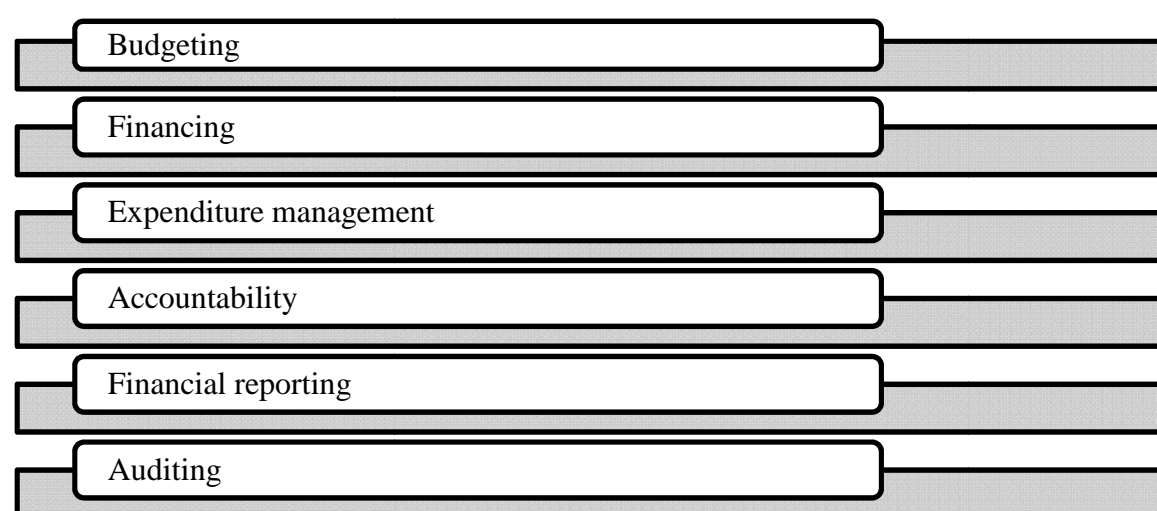 Budgeting
Financing
Expenditure management
Accountability
Financial reporting
Auditing